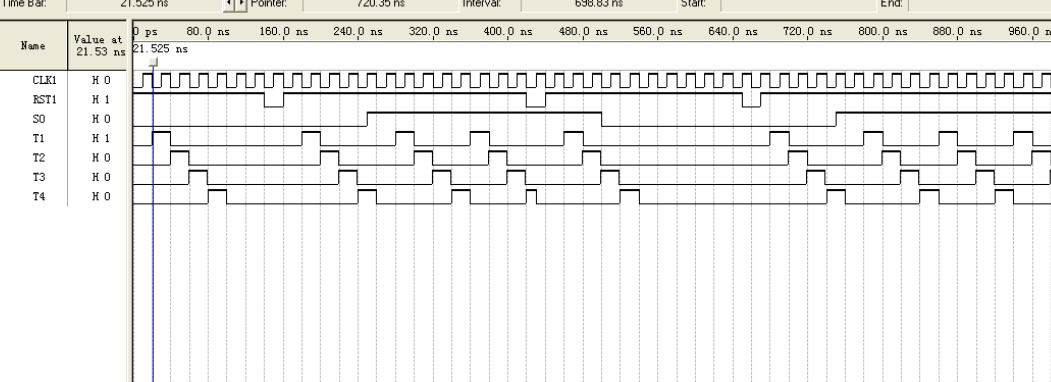 Time Bar: 21.525 ns Pointer: 720.35 ns Interval: 698.83 ns Start: End:
Name Value at 21.53 ns 0 ps 80.0 ns 160.0 ns 240.0 ns 320.0 ns 400.0 ns 480.0 ns 560.0 ns 640.0 ns 720.0 ns 800.0 ns 880.0 ns 960.0 n
21.525 ns
CLK1 H 0
RST1 H 1
S0 H 0
T1 H 1
T2 H 0
T3 H 0
T4 H 0